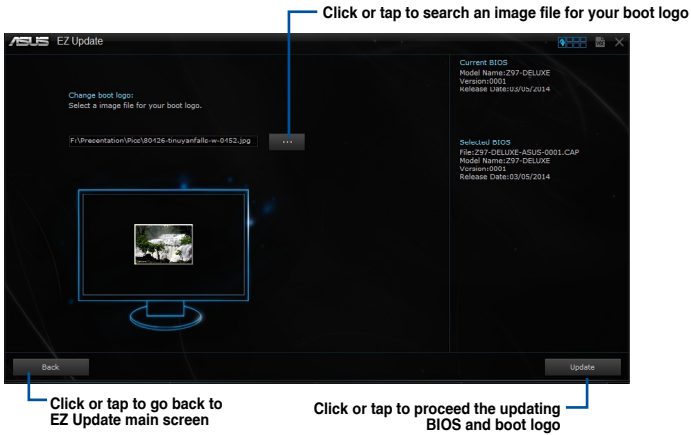 Click or tap to search an image file for your boot logo
ASUS EZ Update
Change boot logo:
Select a image file for your boot logo.
F:\Presentation\Pics\80426-tinuyanfalls-w-0452.jpg
...
Current BIOS
Model Name:Z97-DELUXE
Version:0001
Release Date:03/05/2014
Selected BIOS
File:Z97-DELUXE-ASUS-0001.CAP
Model Name:Z97-DELUXE
Version:0001
Release Date:03/05/2014
Back
Update
Click or tap to go back to
EZ Update main screen
Click or tap to proceed the updating
BIOS and boot logo